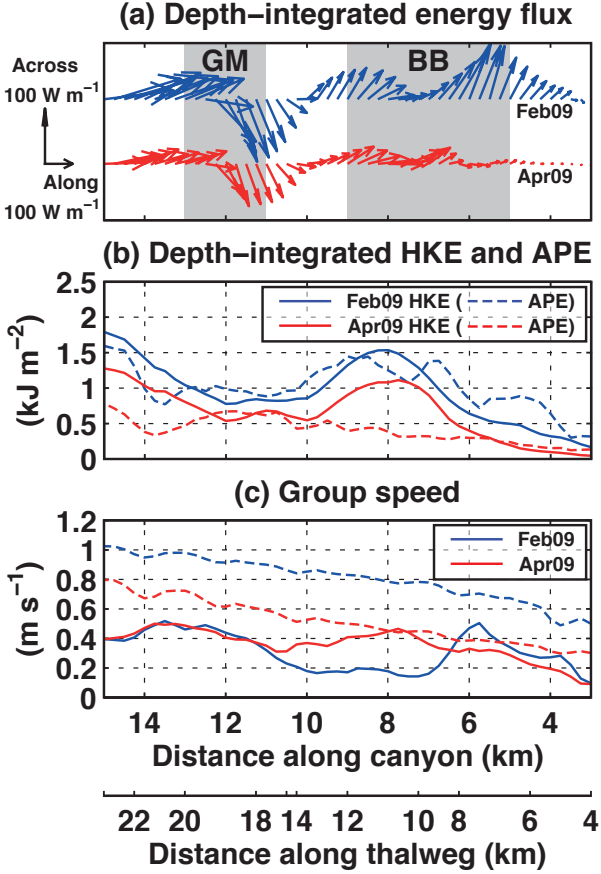 (a) Depth−integrated energy flux
GM
BB
Across
100 W m−1
Feb09
Along
100 W m−1
Apr09
(b) Depth−integrated HKE and APE
2.5
2
1.5
1
0.5
0
(kJ m−2)
Feb09 HKE ( APE)
Apr09 HKE ( APE)
(c) Group speed
1.2
1
0.8
0.6
0.4
0.2
0
(m s−1)
Feb09
Apr09
14 12 10 8 6 4
Distance along canyon (km)
22 20 18 14 12 10 8 6 4
Distance along thalweg (km)